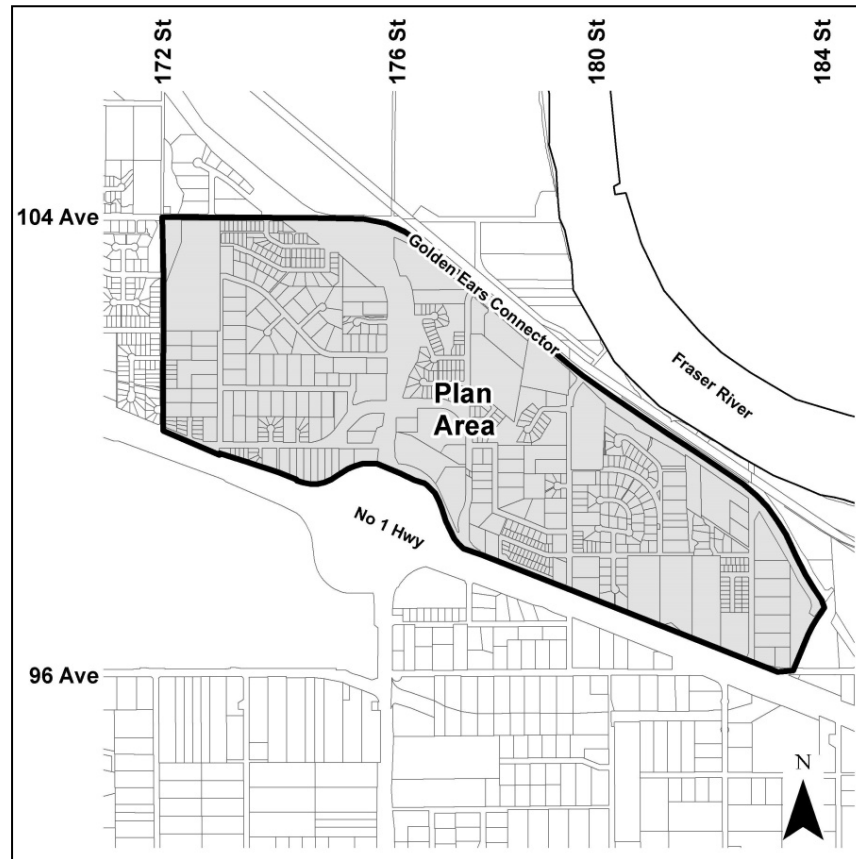 172 St
176 St
180 St
184 St
104 Ave
Golden Ears Connector
Fraser River
Plan
Area
No 1 Hwy
96 Ave
N